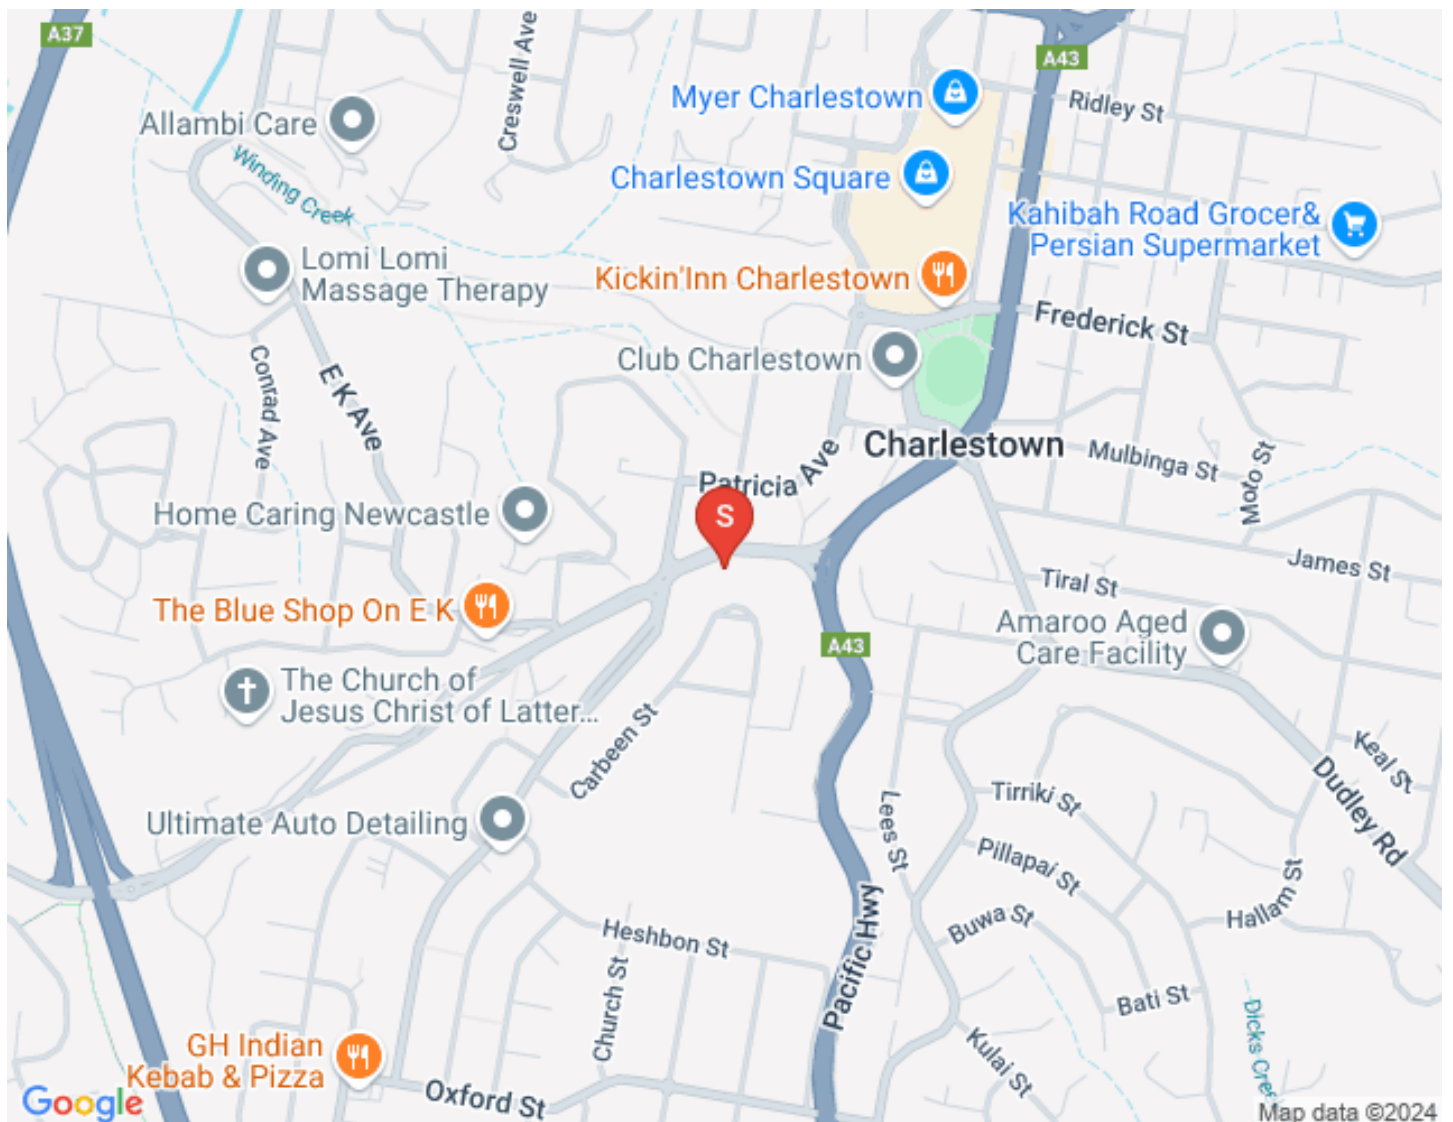 A37
A43
Creswell Ave
Myer Charlestown
Ridley St
Allambi Care
Winding Creek
Charlestown Square
Kahibah Road Grocer&
Persian Supermarket
Lomi Lomi
Massage Therapy
Kickin'Inn Charlestown
Frederick St
Club Charlestown
Conrad Ave
E K Ave
Charlestown
Mulbinga St
Moto St
Patricia Ave
S
Home Caring Newcastle
James St
Tiral St
The Blue Shop On E K
A43
Amaroo Aged
Care Facility
The Church of
Jesus Christ of Latter...
Carbeen St
Keal St
Dudley Rd
Tirriki St
Lees St
Ultimate Auto Detailing
Pillapai St
Hallam St
Buwa St
Heshbon St
Pacific Hwy
Church St
Bati St
Dicks Cree
Kulai St
GH Indian
Kebab & Pizza
Oxford St
Google
Map data ©2024